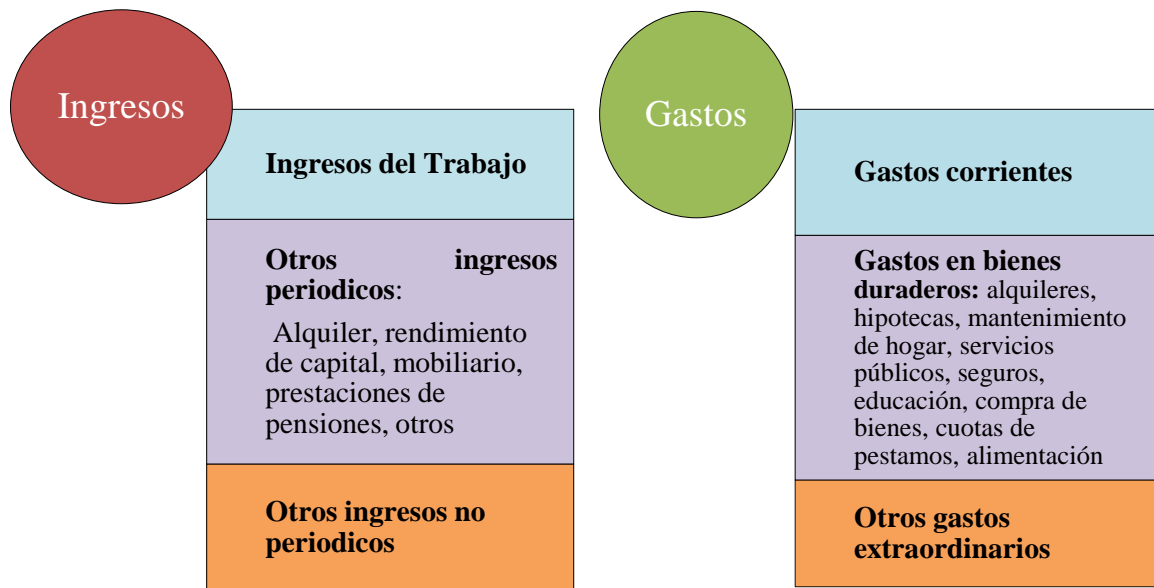 Ingresos
Ingresos del Trabajo
Otros ingresos
periodicos:
Alquiler, rendimiento
de capital, mobiliario,
prestaciones de
pensiones, otros
Otros ingresos no
periodicos
Gastos
Gastos corrientes
Gastos en bienes
duraderos: alquileres,
hipotecas, mantenimiento
de hogar, servicios
públicos, seguros,
educación, compra de
bienes, cuotas de
pestamos, alimentación
Otros gastos
extraordinarios